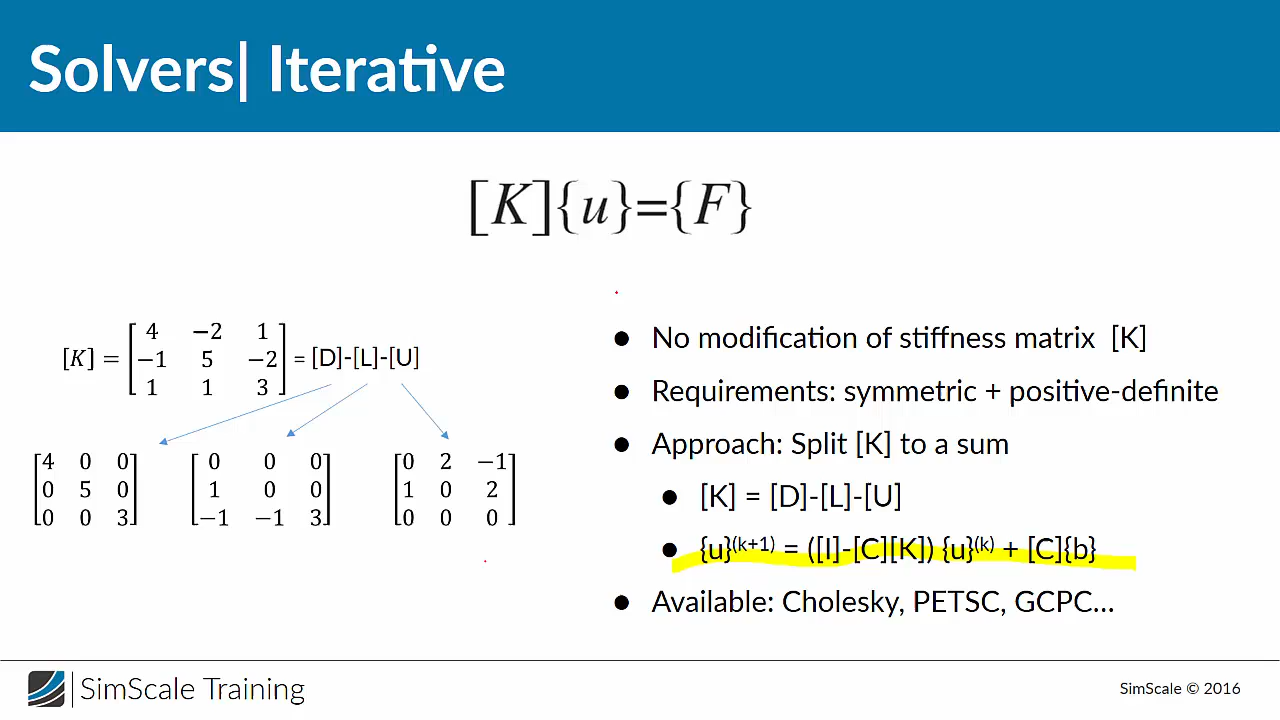 Solvers| Iterative
[K]{u}={F}
[K] = [4 −2 1; −1 5 −2; 1 1 3] = [D]-[L]-[U]
[4 0 0; 0 5 0; 0 0 3]
[0 0 0; 1 0 0; −1 −1 3]
[0 2 −1; 1 0 2; 0 0 0]
● No modification of stiffness matrix [K]
● Requirements: symmetric + positive-definite
● Approach: Split [K] to a sum
● [K] = [D]-[L]-[U]
● {u}(k+1) = ([I]-[C][K]) {u}(k) + [C]{b}
● Available: Cholesky, PETSC, GCPC...
SimScale Training
SimScale © 2016